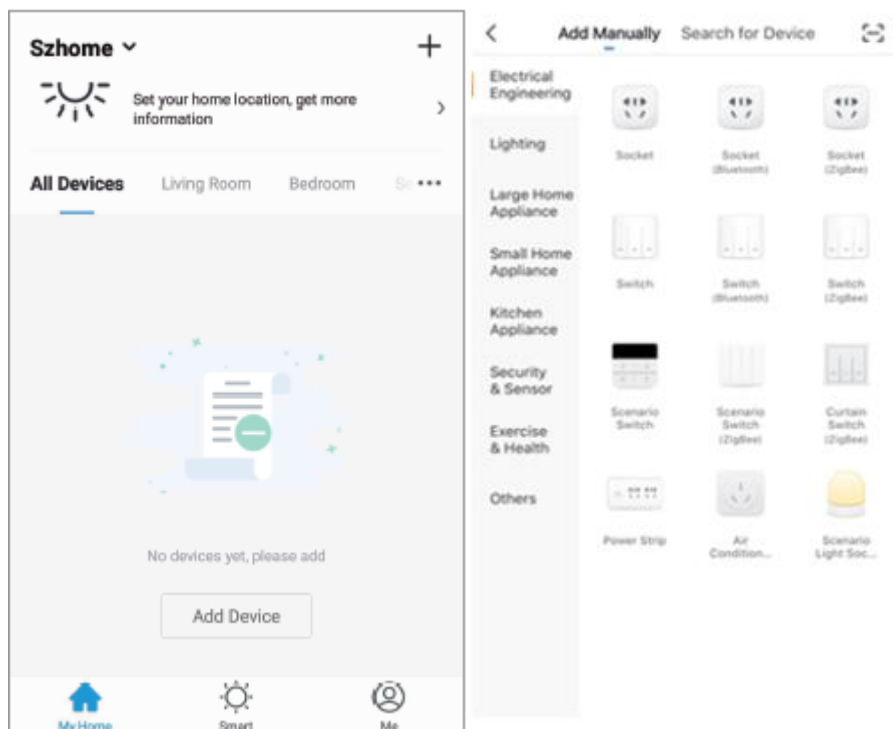 Szhome
Set your home location, get more
information
All Devices
Living Room
Bedroom
No devices yet, please add
Add Device
My Home
Smart
Me
Add Manually
Search for Device
Electrical
Engineering
Lighting
Large Home
Appliance
Small Home
Appliance
Kitchen
Appliance
Security
& Sensor
Exercise
& Health
Others
Socket
Socket
(Bluetooth)
Socket
(ZigBee)
Switch
Switch
(Bluetooth)
Switch
(ZigBee)
Scenario
Switch
Scenario
Switch
(ZigBee)
Curtain
Switch
(ZigBee)
Power Strip
Air
Condition...
Scenario
Light Soc...